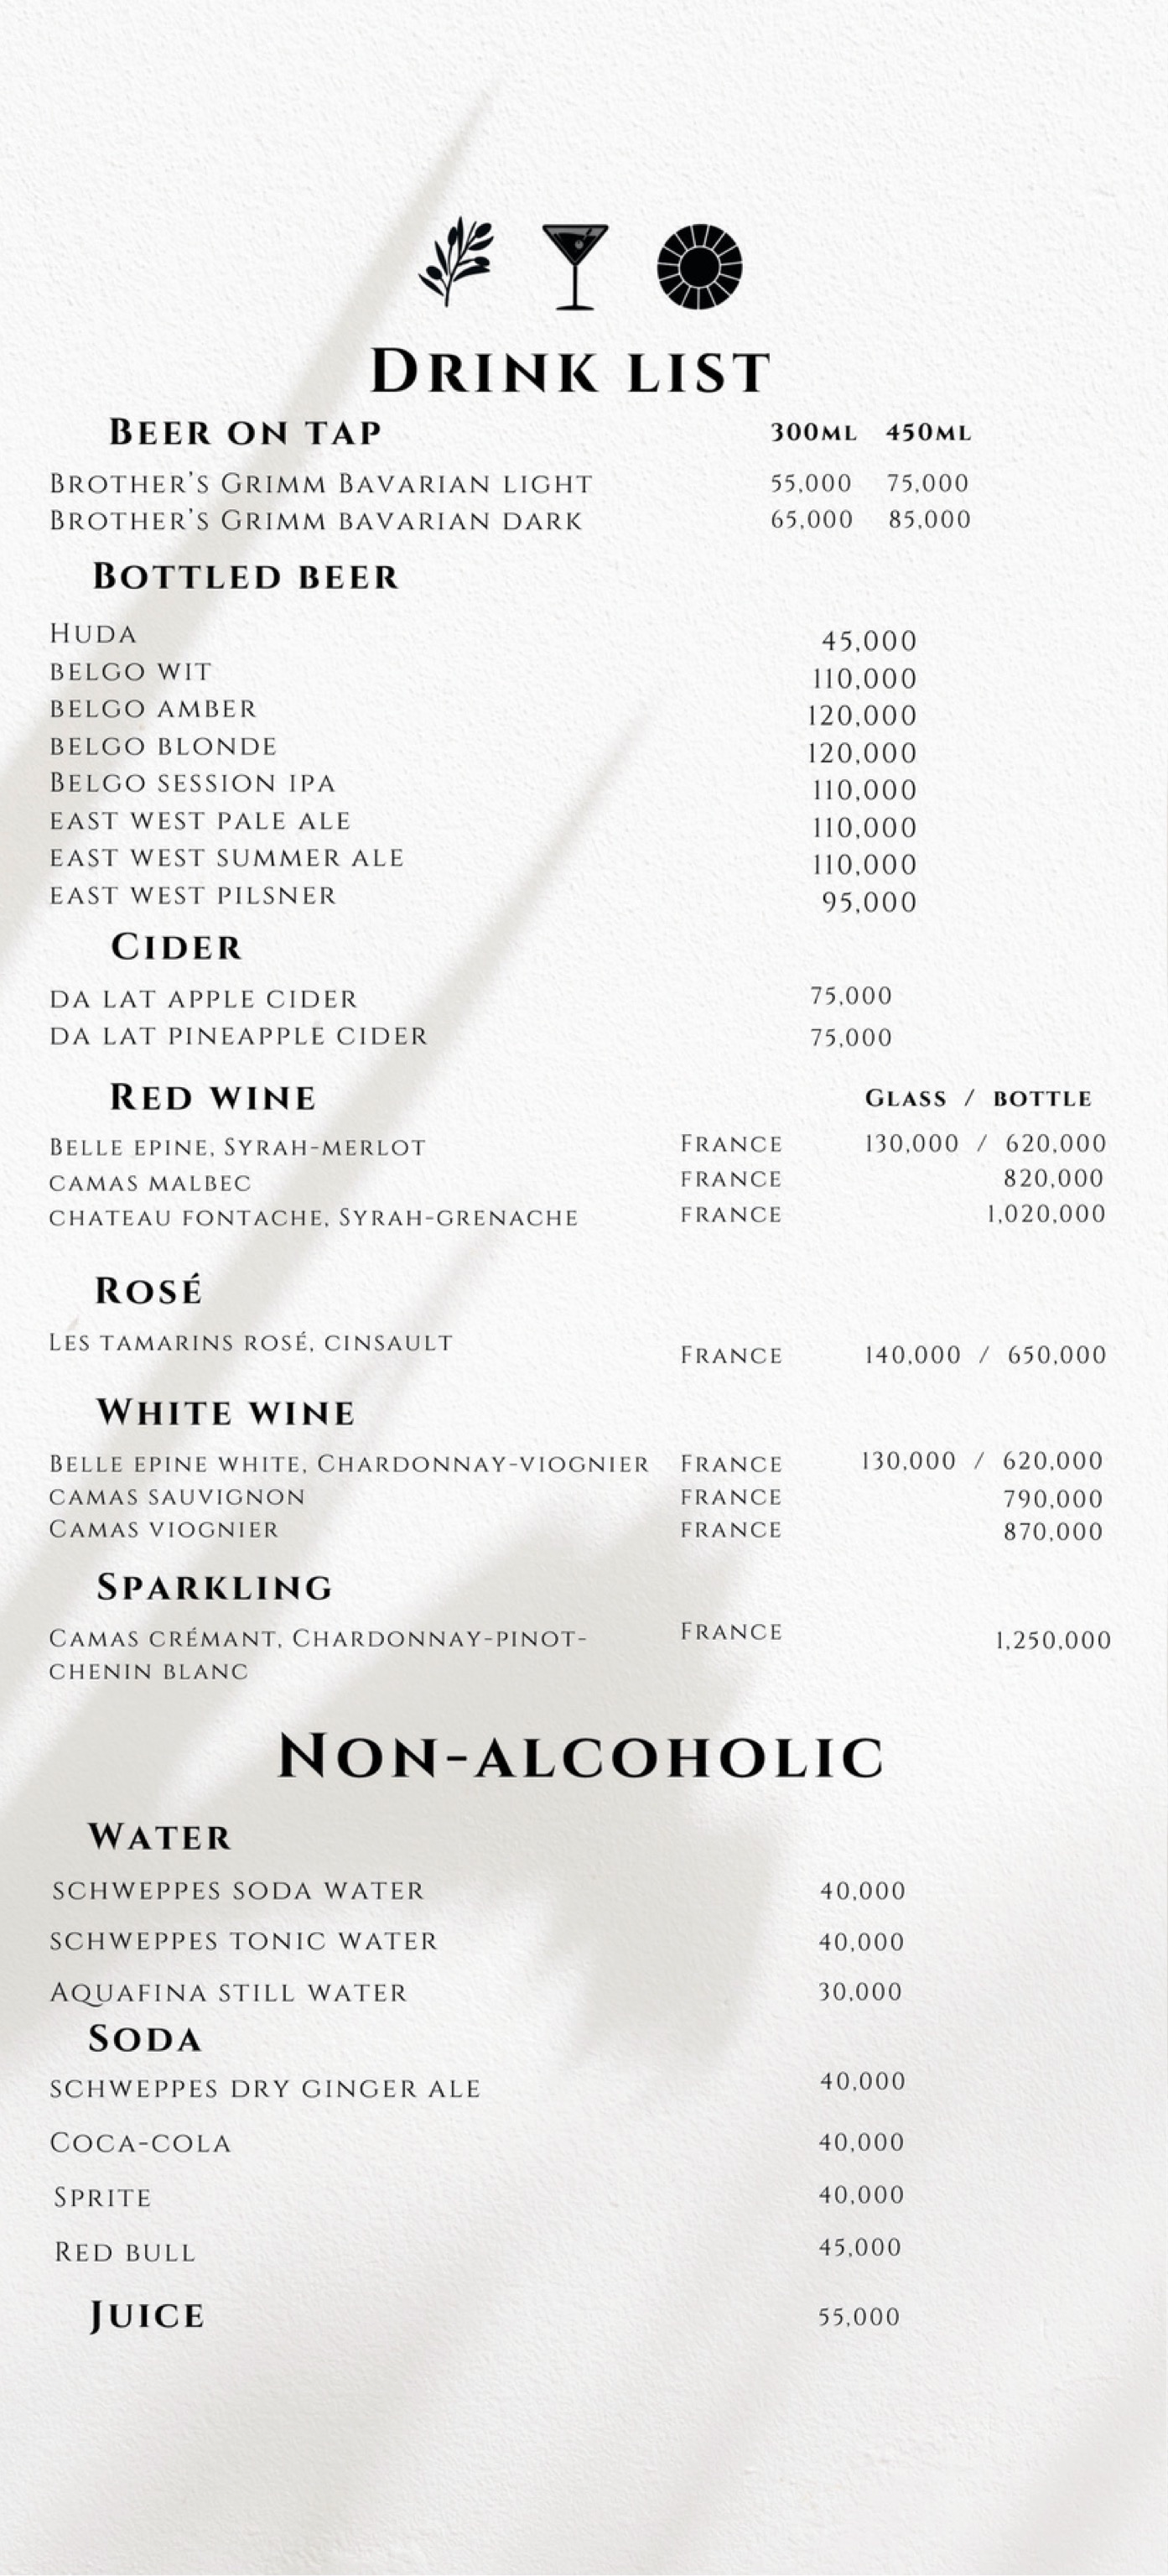 Drink list
Beer on tap 300ml 450ml
Brother's Grimm Bavarian light 55,000 75,000
Brother's Grimm bavarian dark 65,000 85,000
Bottled beer
Huda 45,000
belgo wit 110,000
belgo amber 120,000
belgo blonde 120,000
Belgo session ipa 110,000
east west pale ale 110,000
east west summer ale 110,000
east west pilsner 95,000
Cider
da lat apple cider 75,000
da lat pineapple cider 75,000
Red wine Glass / bottle
Belle epine, Syrah-merlot France 130,000 / 620,000
camas malbec France 820,000
chateau fontache, Syrah-grenache France 1,020,000
Rosé
Les tamarins rosé, cinsault France 140,000 / 650,000
White wine
Belle epine white, Chardonnay-viognier France 130,000 / 620,000
camas sauvignon France 790,000
Camas viognier France 870,000
Sparkling
Camas crémant, Chardonnay-pinot- France 1,250,000
chenin blanc
Non-alcoholic
Water
schweppes soda water 40,000
schweppes tonic water 40,000
Aquafina still water 30,000
Soda
schweppes dry ginger ale 40,000
Coca-cola 40,000
Sprite 40,000
Red bull 45,000
Juice 55,000